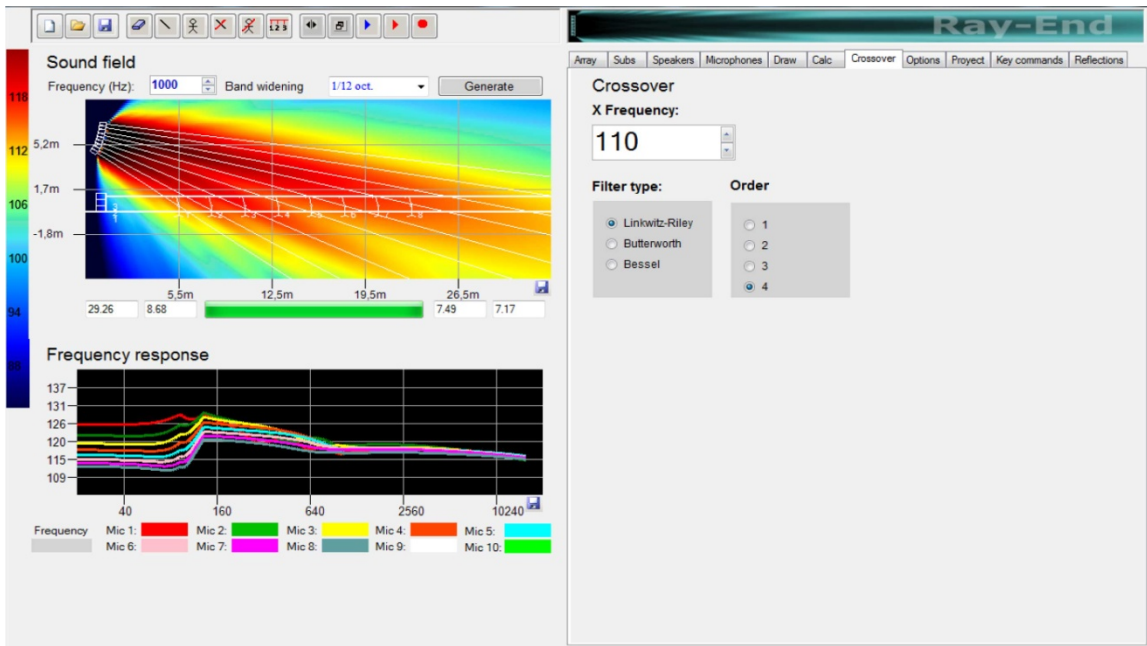 Ray-End
Array Subs Speakers Microphones Draw Calc Crossover Options Proyect Key commands Reflections
Sound field
Frequency (Hz): 1000 Band widening 1/12 oct. Generate
118
112
106
100
94
5,2m
1,7m
-1,8m
5,5m 12,5m 19,5m 26,5m
29.26 8.68 7.49 7.17
Frequency response
137
131
126
120
115
109
40 160 640 2560 10240
Frequency Mic 1: Mic 2: Mic 3: Mic 4: Mic 5:
Mic 6: Mic 7: Mic 8: Mic 9: Mic 10:
Crossover
X Frequency:
110
Filter type: Order
Linkwitz-Riley 1
Butterworth 2
Bessel 3
4